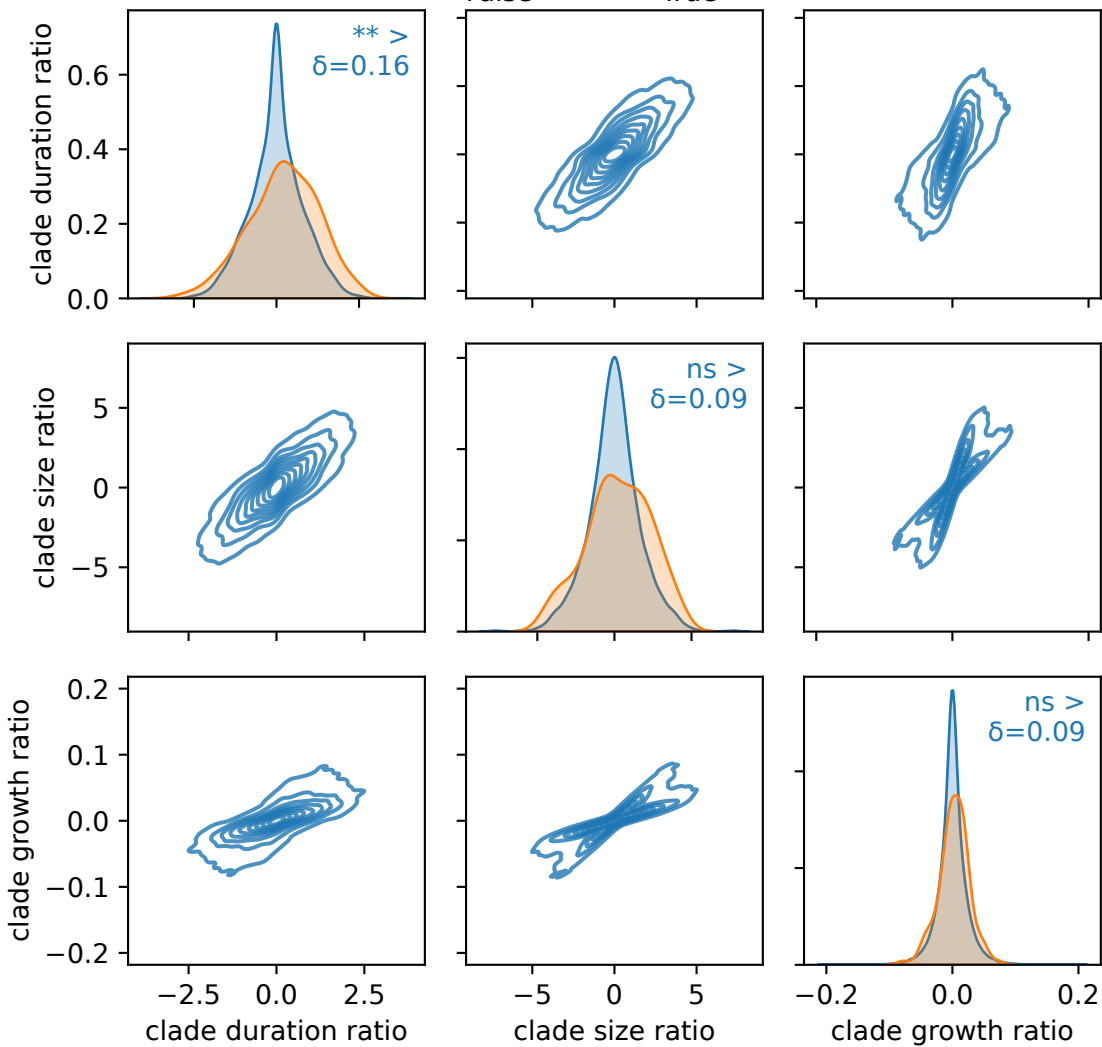 ** >
δ=0.16
clade duration ratio
0.6
0.4
0.2
0.0
ns >
δ=0.09
clade size ratio
5
0
−5
ns >
δ=0.09
clade growth ratio
0.2
0.1
0.0
−0.1
−0.2
−2.5 0.0 2.5 −5 0 5 −0.2 0.0 0.2
clade duration ratio clade size ratio clade growth ratio